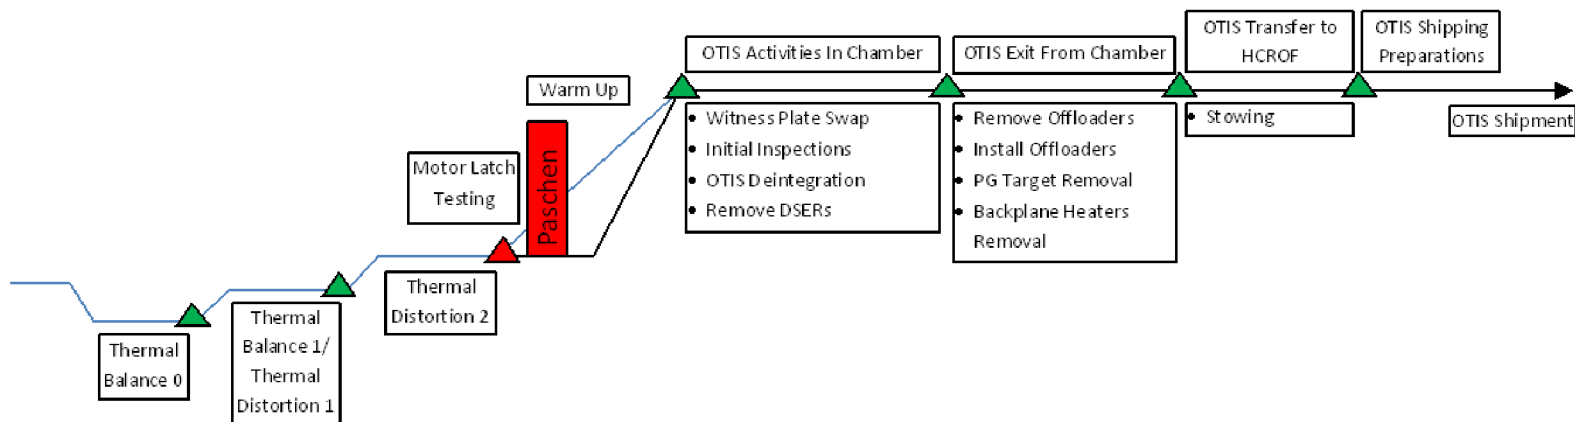 OTIS Activities In Chamber
OTIS Exit From Chamber
OTIS Transfer to
HCROF
OTIS Shipping
Preparations
Warm Up
• Witness Plate Swap
• Initial Inspections
• OTIS Deintegration
• Remove DSERs
• Remove Offloaders
• Install Offloaders
• PG Target Removal
• Backplane Heaters
Removal
• Stowing
OTIS Shipment
Motor Latch
Testing
Paschen
Thermal
Distortion 2
Thermal
Balance 1/
Thermal
Distortion 1
Thermal
Balance 0